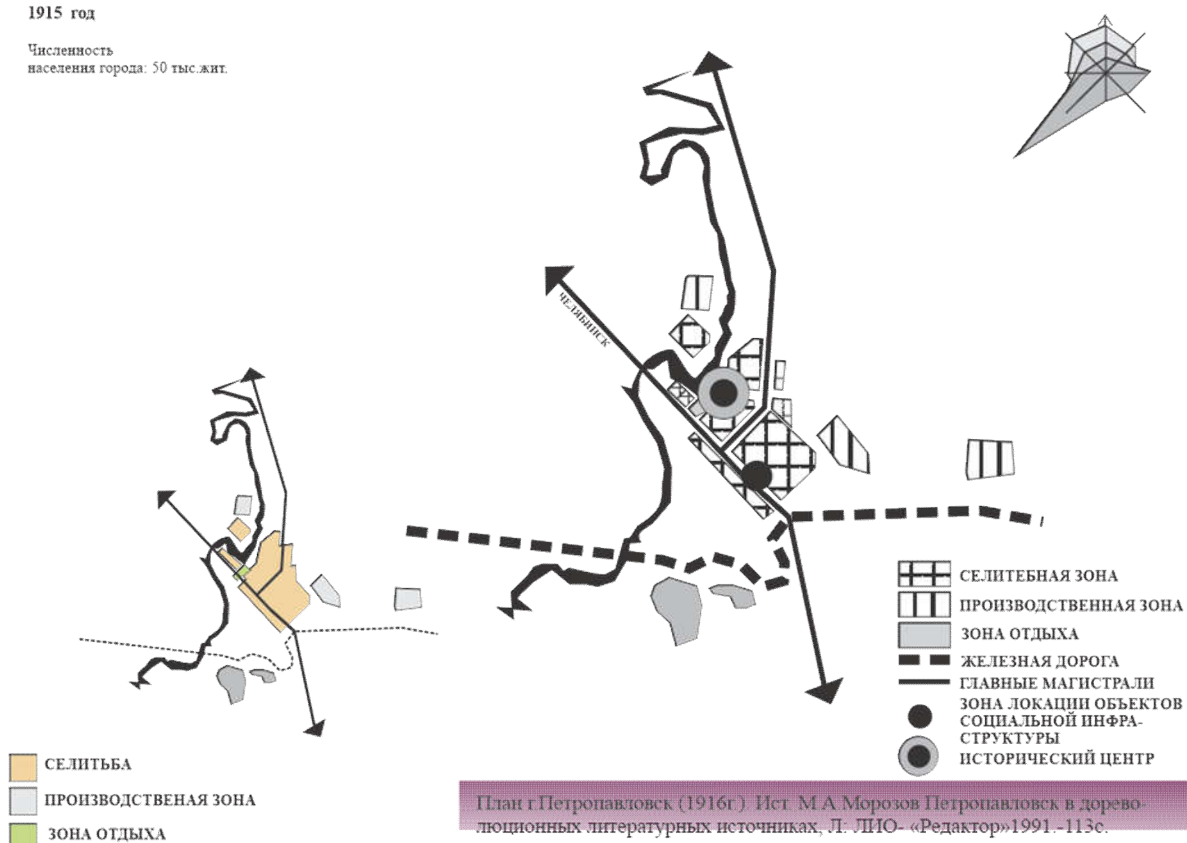 1915 год
Численность
населения города: 50 тыс.жит.
ЧЕЛЯБИНСК
СЕЛИТЕБНАЯ ЗОНА
ПРОИЗВОДСТВЕННАЯ ЗОНА
ЗОНА ОТДЫХА
ЖЕЛЕЗНАЯ ДОРОГА
ГЛАВНЫЕ МАГИСТРАЛИ
ЗОНА ЛОКАЦИИ ОБЪЕКТОВ
СОЦИАЛЬНОЙ ИНФРА-
СТРУКТУРЫ
ИСТОРИЧЕСКИЙ ЦЕНТР
СЕЛИТЬБА
ПРОИЗВОДСТВЕНАЯ ЗОНА
ЗОНА ОТДЫХА
План г.Петропавловск (1916г.) Ист. М.А.Морозов Петропавловск в дорево-
люционных литературных источниках, Л: ЛИО- «Редактор»1991.-113с.